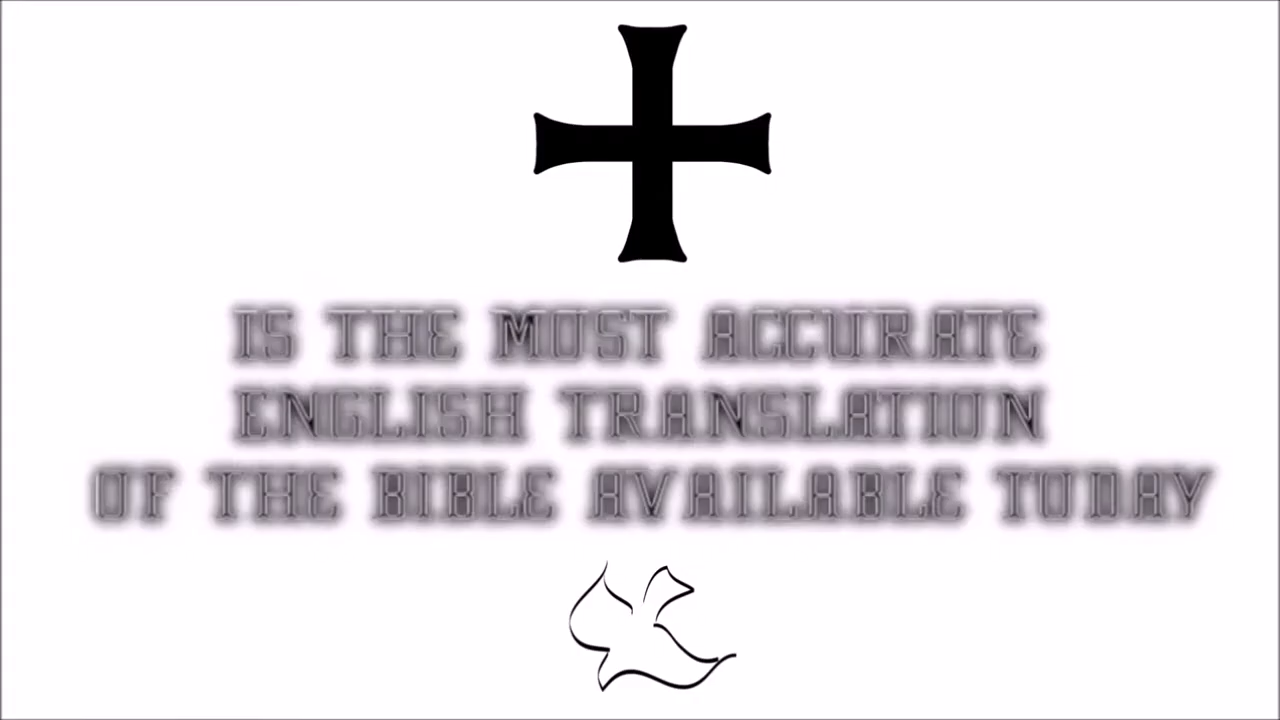 IS THE MOST ACCURATE
ENGLISH TRANSLATION
OF THE BIBLE AVAILABLE TODAY